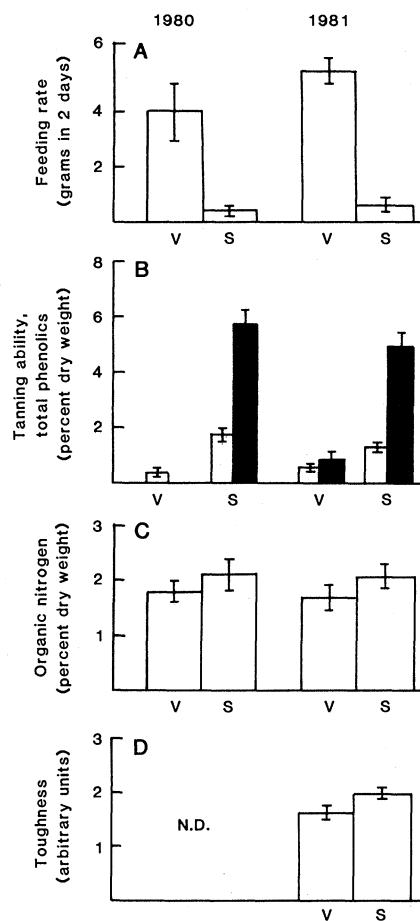 1980 1981
A
Feeding rate
(grams in 2 days)
6
4
2
V S V S
B
Tanning ability,
total phenolics
(percent dry weight)
8
6
4
2
V S V S
C
Organic nitrogen
(percent dry weight)
3
2
1
V S V S
D
Toughness
(arbitrary units)
3
2
1
N.D.
V S